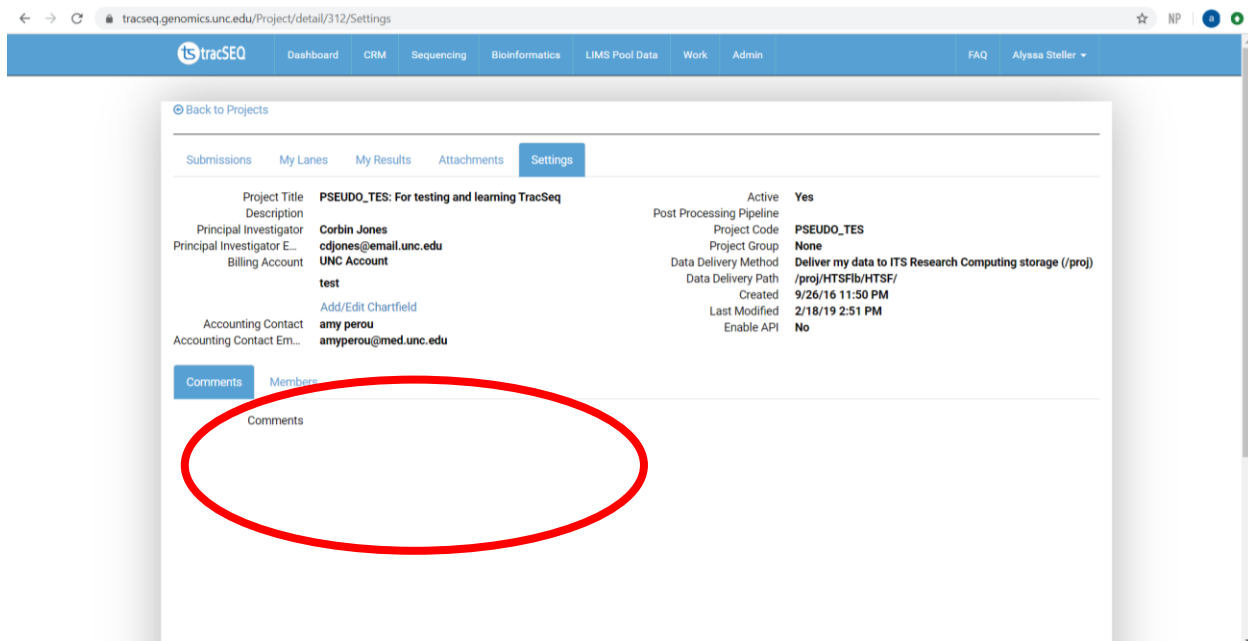 tracseq.genomics.unc.edu/Project/detail/312/Settings
NP
a
ts tracSEQ Dashboard CRM Sequencing Bioinformatics LIMS Pool Data Work Admin FAQ Alyssa Steller
Back to Projects
Submissions My Lanes My Results Attachments Settings
Project Title PSEUDO_TES: For testing and learning TracSeq
Description
Principal Investigator Corbin Jones
Principal Investigator E... cdjones@email.unc.edu
Billing Account UNC Account
test
Add/Edit Chartfield
Accounting Contact amy perou
Accounting Contact Em... amyperou@med.unc.edu
Active Yes
Post Processing Pipeline
Project Code PSEUDO_TES
Project Group None
Data Delivery Method Deliver my data to ITS Research Computing storage (/proj)
Data Delivery Path /proj/HTSFlb/HTSF/
Created 9/26/16 11:50 PM
Last Modified 2/18/19 2:51 PM
Enable API No
Comments Members
Comments